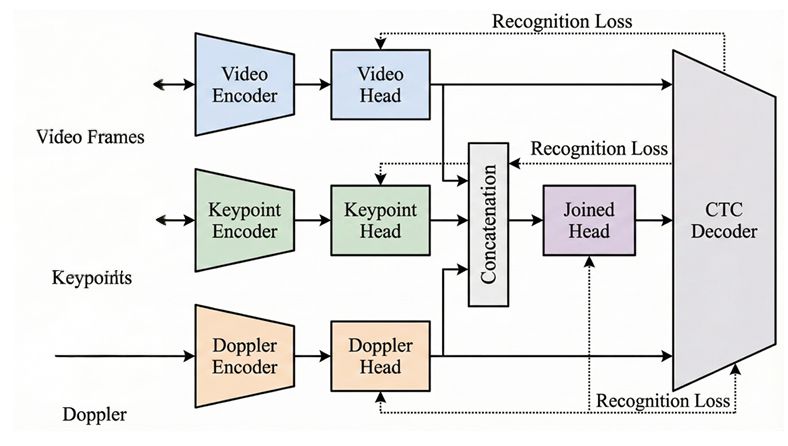 Recognition Loss
Video
Encoder
Video
Head
Video Frames
Recognition Loss
Keypoint
Encoder
Keypoint
Head
Concatenation
Joined
Head
CTC
Decoder
Keypoints
Doppler
Encoder
Doppler
Head
Recognition Loss
Doppler